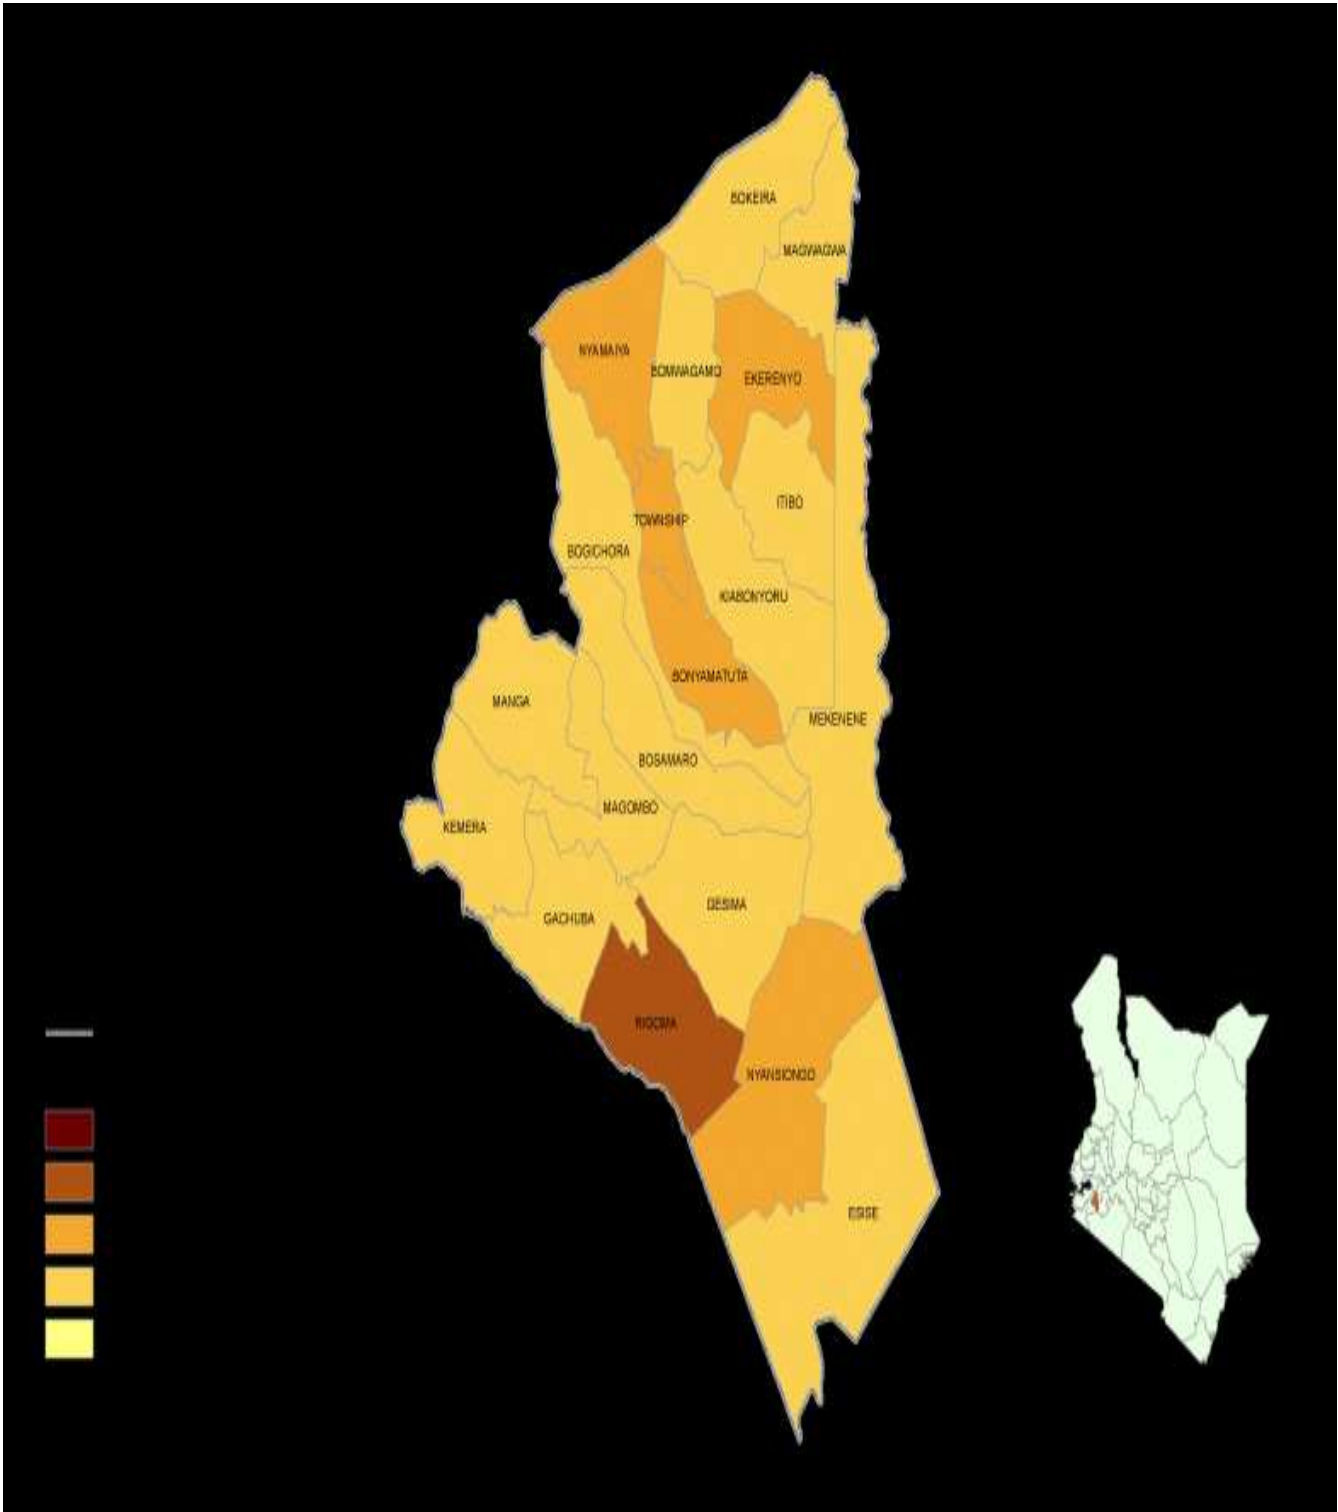 BOKEIRA
MAGWAGWA
NYAMAIYA
BOMWAGAMO
EKERENYO
ITIBO
TOWNSHIP
BOGICHORA
KIABONYORU
BONYAMATUTA
MANGA
MEKENENE
BOSAMARO
MAGOMBO
KEMERA
GESIMA
GACHUBA
RIGOMA
NYANSIONGO
ESISE